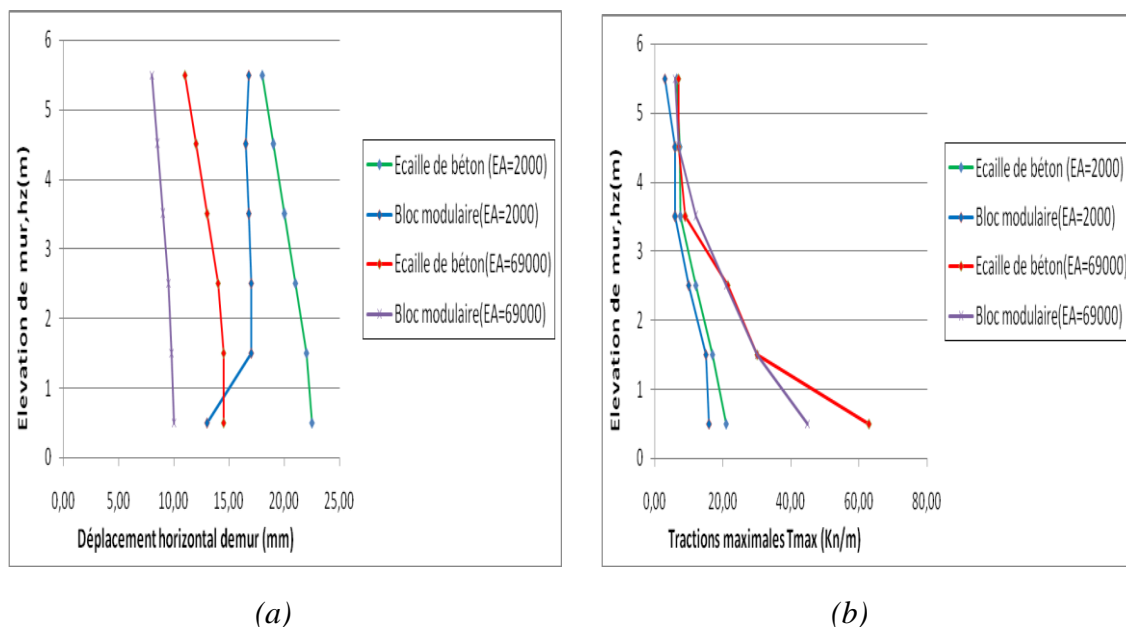 6
5
4
3
2
1
0
Elevation de mur,hz(m)
0,00 5,00 10,00 15,00 20,00 25,00
Déplacement horizontal demur (mm)
Ecaille de béton (EA=2000)
Bloc modulaire(EA=2000)
Ecaille de béton(EA=69000)
Bloc modulaire(EA=69000)
(a)
6
5
4
3
2
1
0
Elevation de mur,hz(m)
0,00 20,00 40,00 60,00 80,00
Tractions maximales Tmax (Kn/m)
Ecaille de béton (EA=2000)
Bloc modulaire(EA=2000)
Ecaille de béton(EA=69000)
Bloc modulaire(EA=69000)
(b)